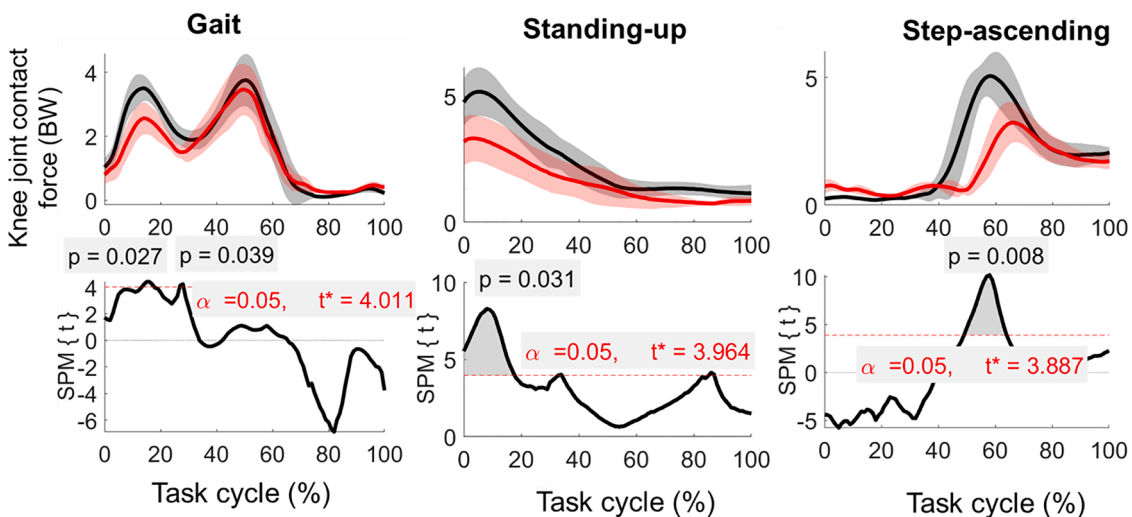 Gait
Standing-up
Step-ascending
Knee joint contact
force (BW)
4
2
0
0 20 40 60 80 100
5
0
0 20 40 60 80 100
5
0
0 20 40 60 80 100
p = 0.027
p = 0.039
p = 0.031
p = 0.008
SPM { t }
4
2
0
-2
-4
-6
α =0.05, t* = 4.011
0 20 40 60 80 100
Task cycle (%)
SPM { t }
10
5
0
α =0.05, t* = 3.964
0 20 40 60 80 100
Task cycle (%)
SPM { t }
10
5
0
-5
α =0.05, t* = 3.887
0 20 40 60 80 100
Task cycle (%)